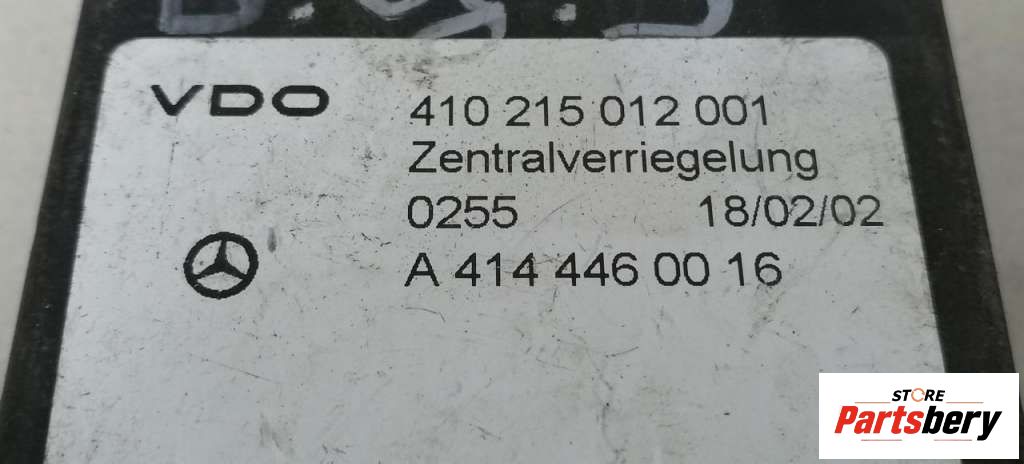 VDO 410 215 012 001
Zentralverriegelung
0255 18/02/02
A 414 446 00 16
STORE
Partsbery